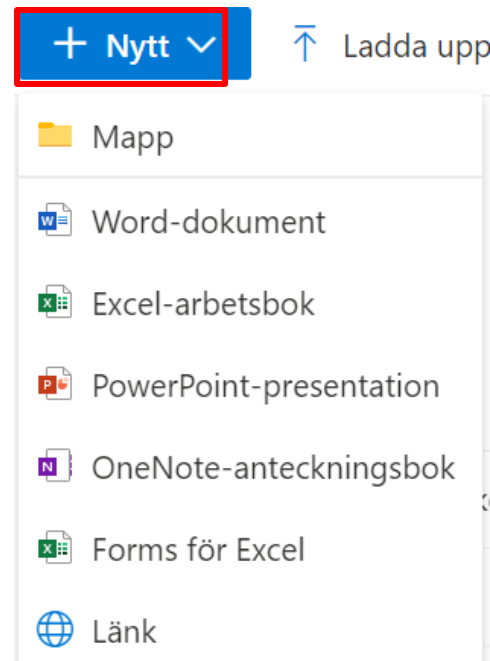 + Nytt
Ladda upp
Mapp
Word-dokument
Excel-arbetsbok
PowerPoint-presentation
OneNote-anteckningsbok
Forms för Excel
Länk